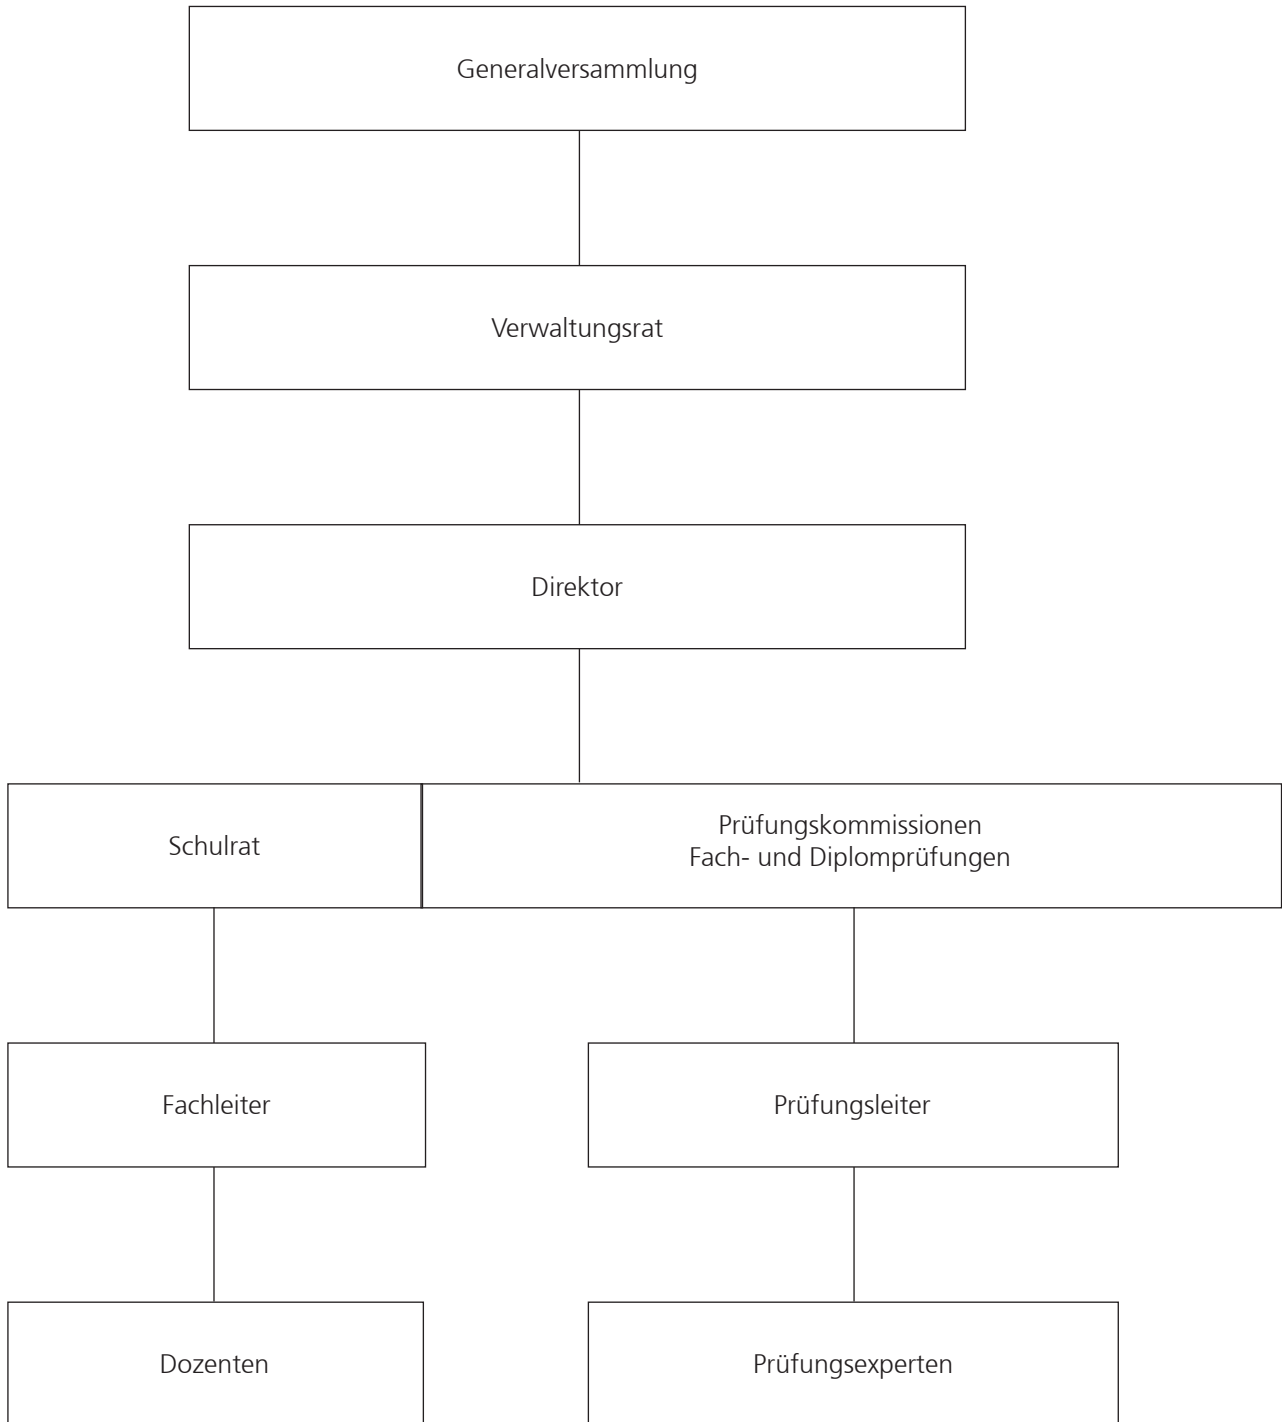 Generalversammlung
Verwaltungsrat
Direktor
Schulrat
Prüfungskommissionen
Fach- und Diplomprüfungen
Fachleiter
Prüfungsleiter
Dozenten
Prüfungsexperten